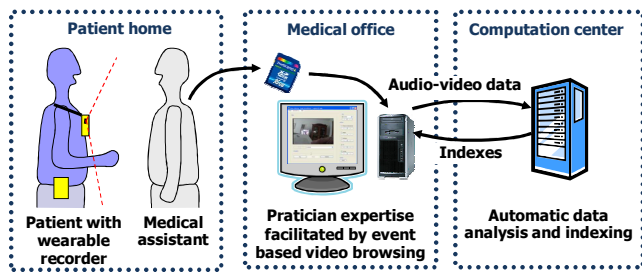 Patient home
Medical office
Computation center
Audio-video data
Indexes
Patient with
wearable
recorder
Medical
assistant
Pratician expertise
facilitated by event
based video browsing
Automatic data
analysis and indexing